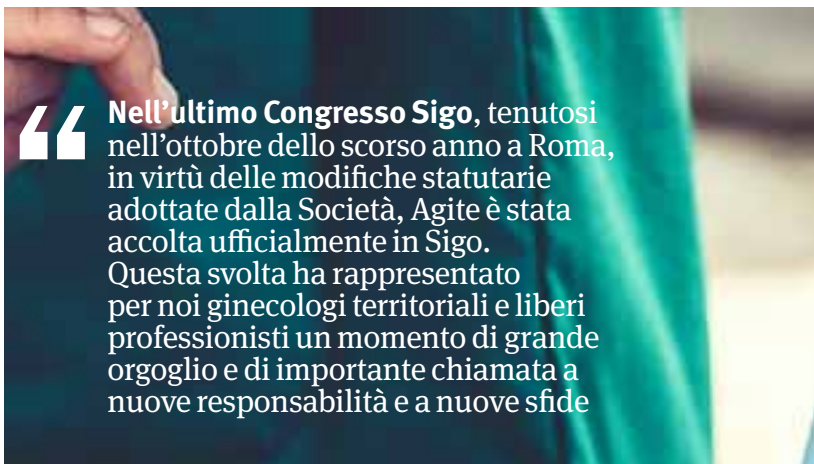 “ Nell’ultimo Congresso Sigo, tenutosi
nell’ottobre dello scorso anno a Roma,
in virtù delle modifiche statutarie
adottate dalla Società, Agite è stata
accolta ufficialmente in Sigo.
Questa svolta ha rappresentato
per noi ginecologi territoriali e liberi
professionisti un momento di grande
orgoglio e di importante chiamata a
nuove responsabilità e a nuove sfide